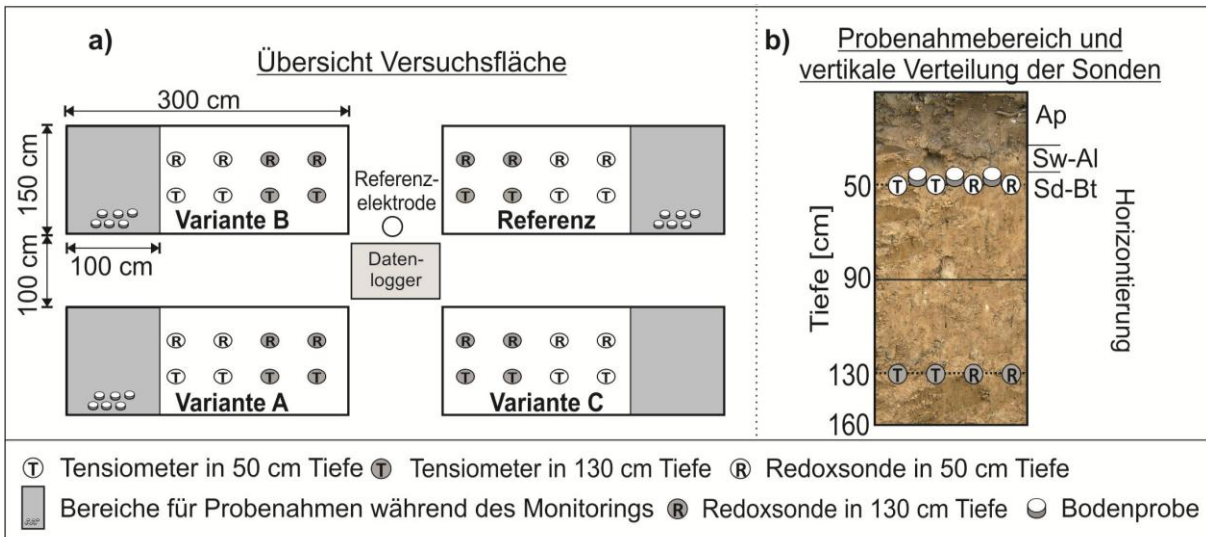 a)
Übersicht Versuchsfläche
300 cm
150 cm
R R R R
T T T T
Variante B
100 cm
100 cm
Referenz-
elektrode
Daten-
logger
R R R R
T T T T
Referenz
R R R R
T T T T
Variante A
R R R R
T T T T
Variante C
b)
Probenahmebereich und
vertikale Verteilung der Sonden
Ap
Sw-Al
Sd-Bt
Horizontierung
Tiefe [cm]
50
T T R R
90
130
T T R R
160
T Tensiometer in 50 cm Tiefe T Tensiometer in 130 cm Tiefe R Redoxsonde in 50 cm Tiefe
Bereiche für Probenahmen während des Monitorings R Redoxsonde in 130 cm Tiefe Bodenprobe